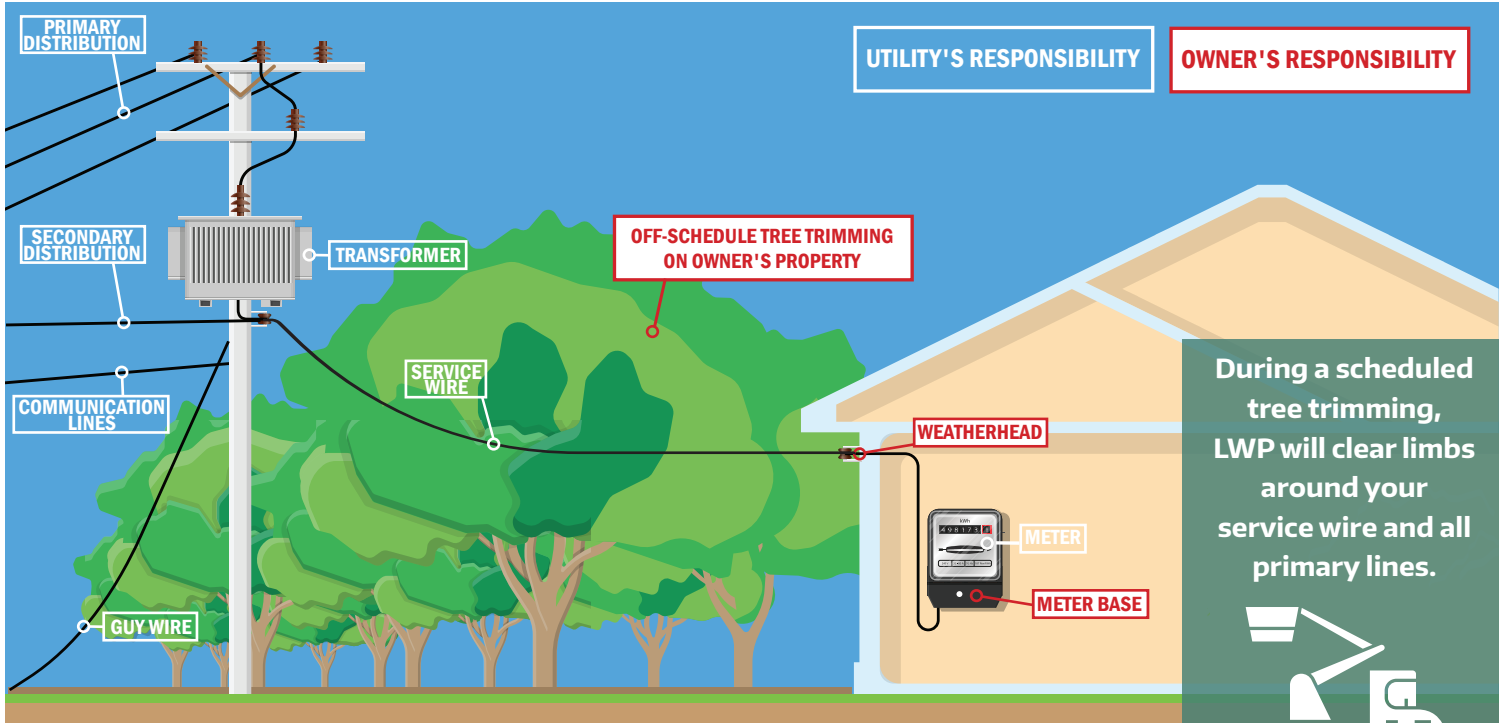 PRIMARY
DISTRIBUTION
UTILITY'S RESPONSIBILITY
OWNER'S RESPONSIBILITY
SECONDARY
DISTRIBUTION
TRANSFORMER
OFF-SCHEDULE TREE TRIMMING
ON OWNER'S PROPERTY
SERVICE
WIRE
COMMUNICATION
LINES
GUY WIRE
WEATHERHEAD
kWh
METER
METER BASE
During a scheduled
tree trimming,
LWP will clear limbs
around your
service wire and all
primary lines.